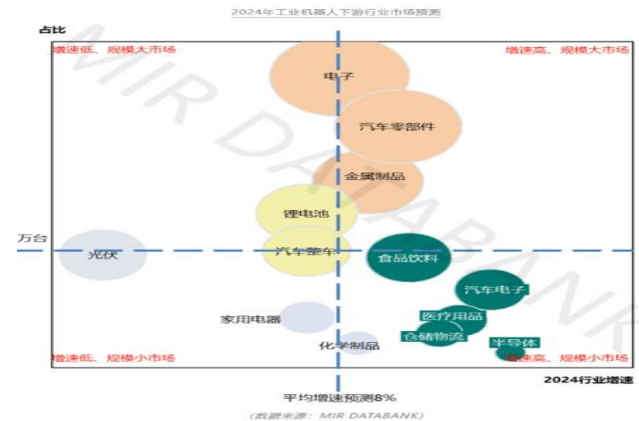 2024年工业机器人下游行业市场预测
占比
增速低、规模大市场
增速高、规模大市场
电子
汽车零部件
金属制品
锂电池
万台
光伏
汽车整车
食品饮料
汽车电子
家用电器
医疗用品
仓储物流
化学制品
半导体
增速低、规模小市场
增速高、规模小市场
2024行业增速
平均增速预测8%
(数据来源：MIR DATABANK)
MIR DATABANK